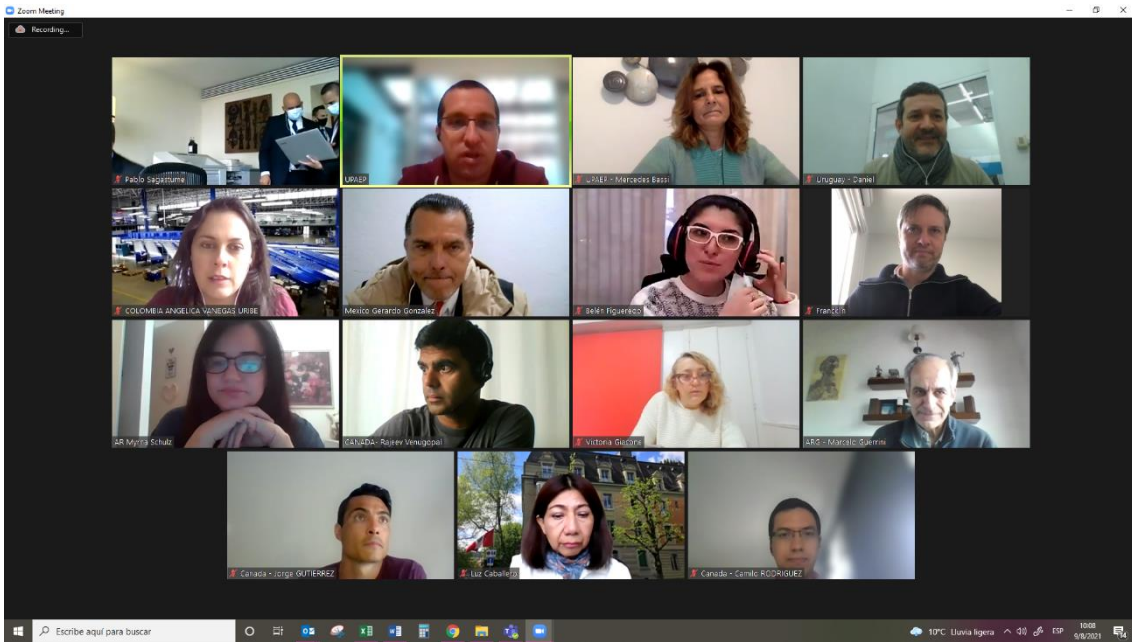 Zoom Meeting
Recording...
Pablo Sagastume
UPAEP
UPAEP - Mercedes Bassi
Uruguay - Daniel
COLOMBIA ANGELICA VANEGAS URIBE
Mexico Gerardo Gonzalez
Belén Figueredo
Franco In
AR Myrna Schulz
CANADA- Rajeev Venugopal
Victoria Giacone
ARG - Marcelo Guerrini
Canada - Jorge GUTIERREZ
Luz Caballero
Canada - Camilo RODRIGUEZ
Escribe aquí para buscar
10°C Lluvia ligera
ESP
10:08
9/8/2021